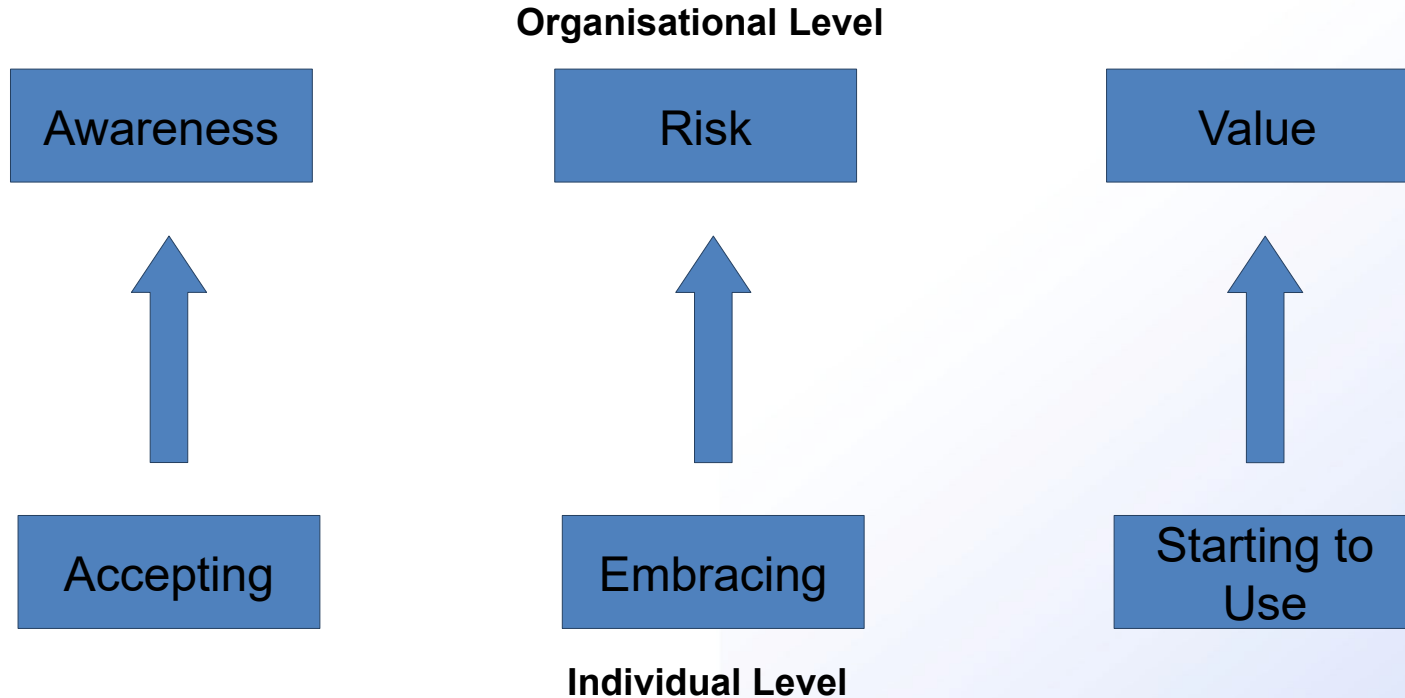 Organisational Level
Awareness
Risk
Value
Accepting
Embracing
Starting to
Use
Individual Level